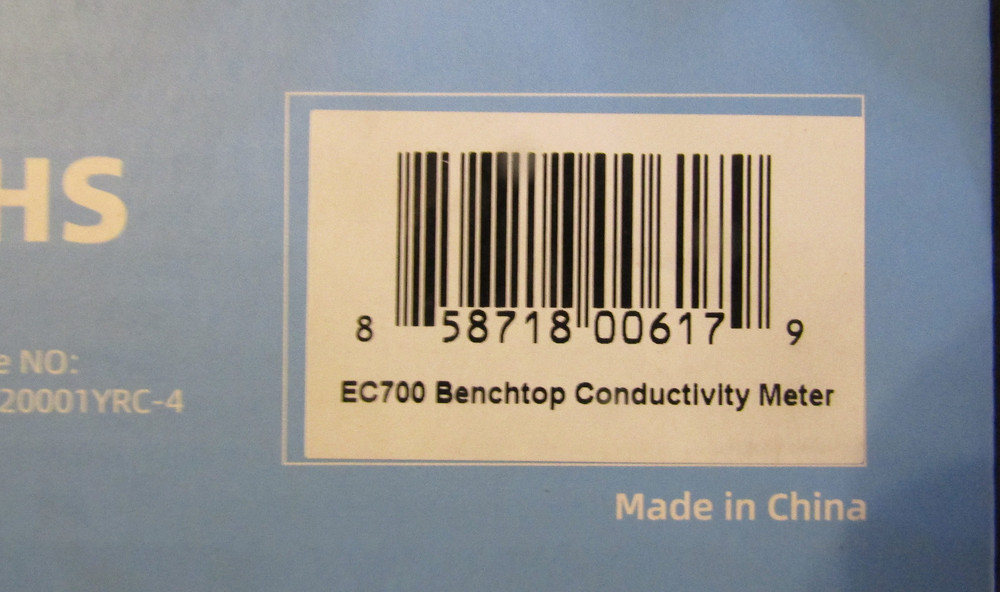 HS
e NO:
20001YRC-4
8 58718 00617 9
EC700 Benchtop Conductivity Meter
Made in China